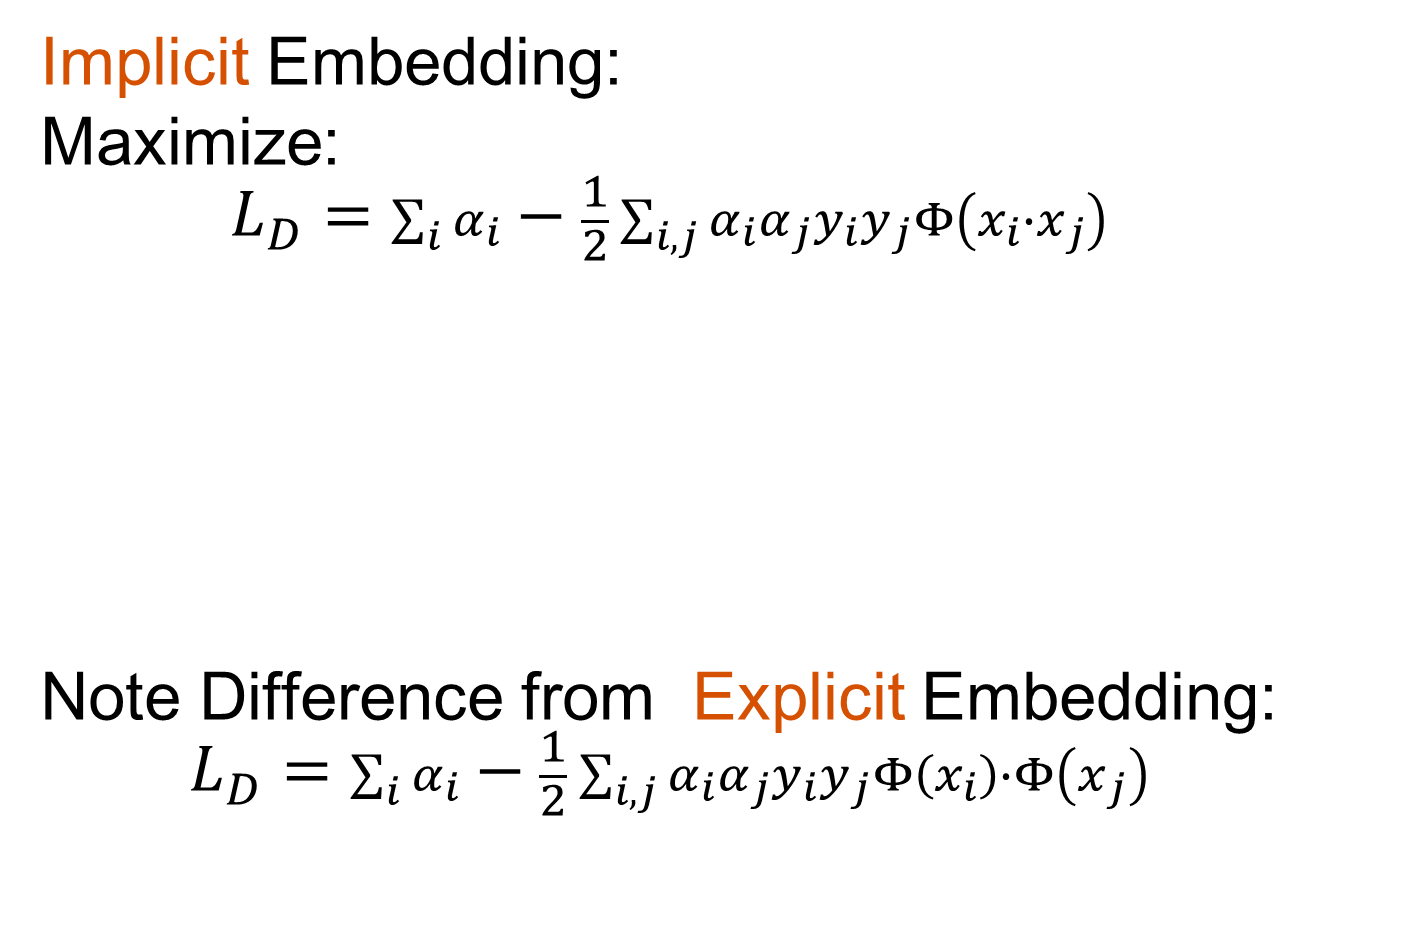 Implicit Embedding:
Maximize:
L_D = ∑_i α_i − 1/2 ∑_{i,j} α_i α_j y_i y_j Φ(x_i·x_j)
Note Difference from Explicit Embedding:
L_D = ∑_i α_i − 1/2 ∑_{i,j} α_i α_j y_i y_j Φ(x_i)·Φ(x_j)